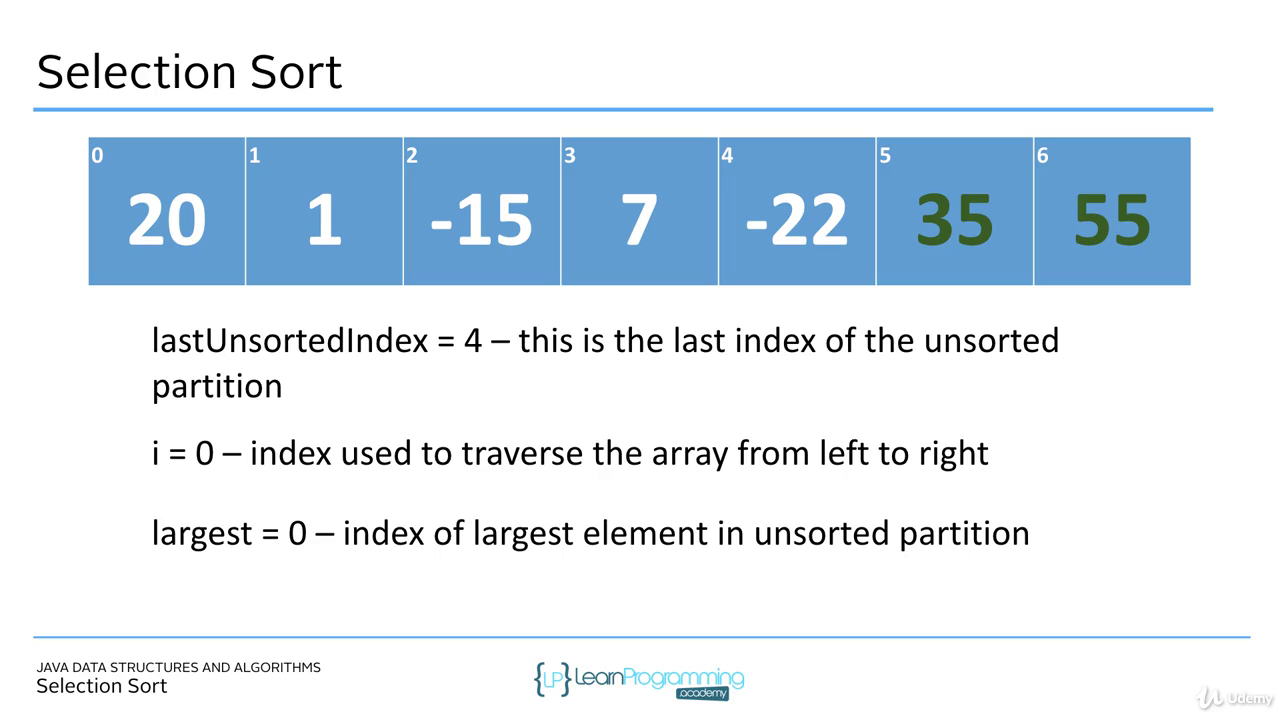 Selection Sort
0 1 2 3 4 5 6
20 1 -15 7 -22 35 55
lastUnsortedIndex = 4 – this is the last index of the unsorted
partition
i = 0 – index used to traverse the array from left to right
largest = 0 – index of largest element in unsorted partition
JAVA DATA STRUCTURES AND ALGORITHMS
Selection Sort
{LP} LearnProgramming
.academy
Udemy